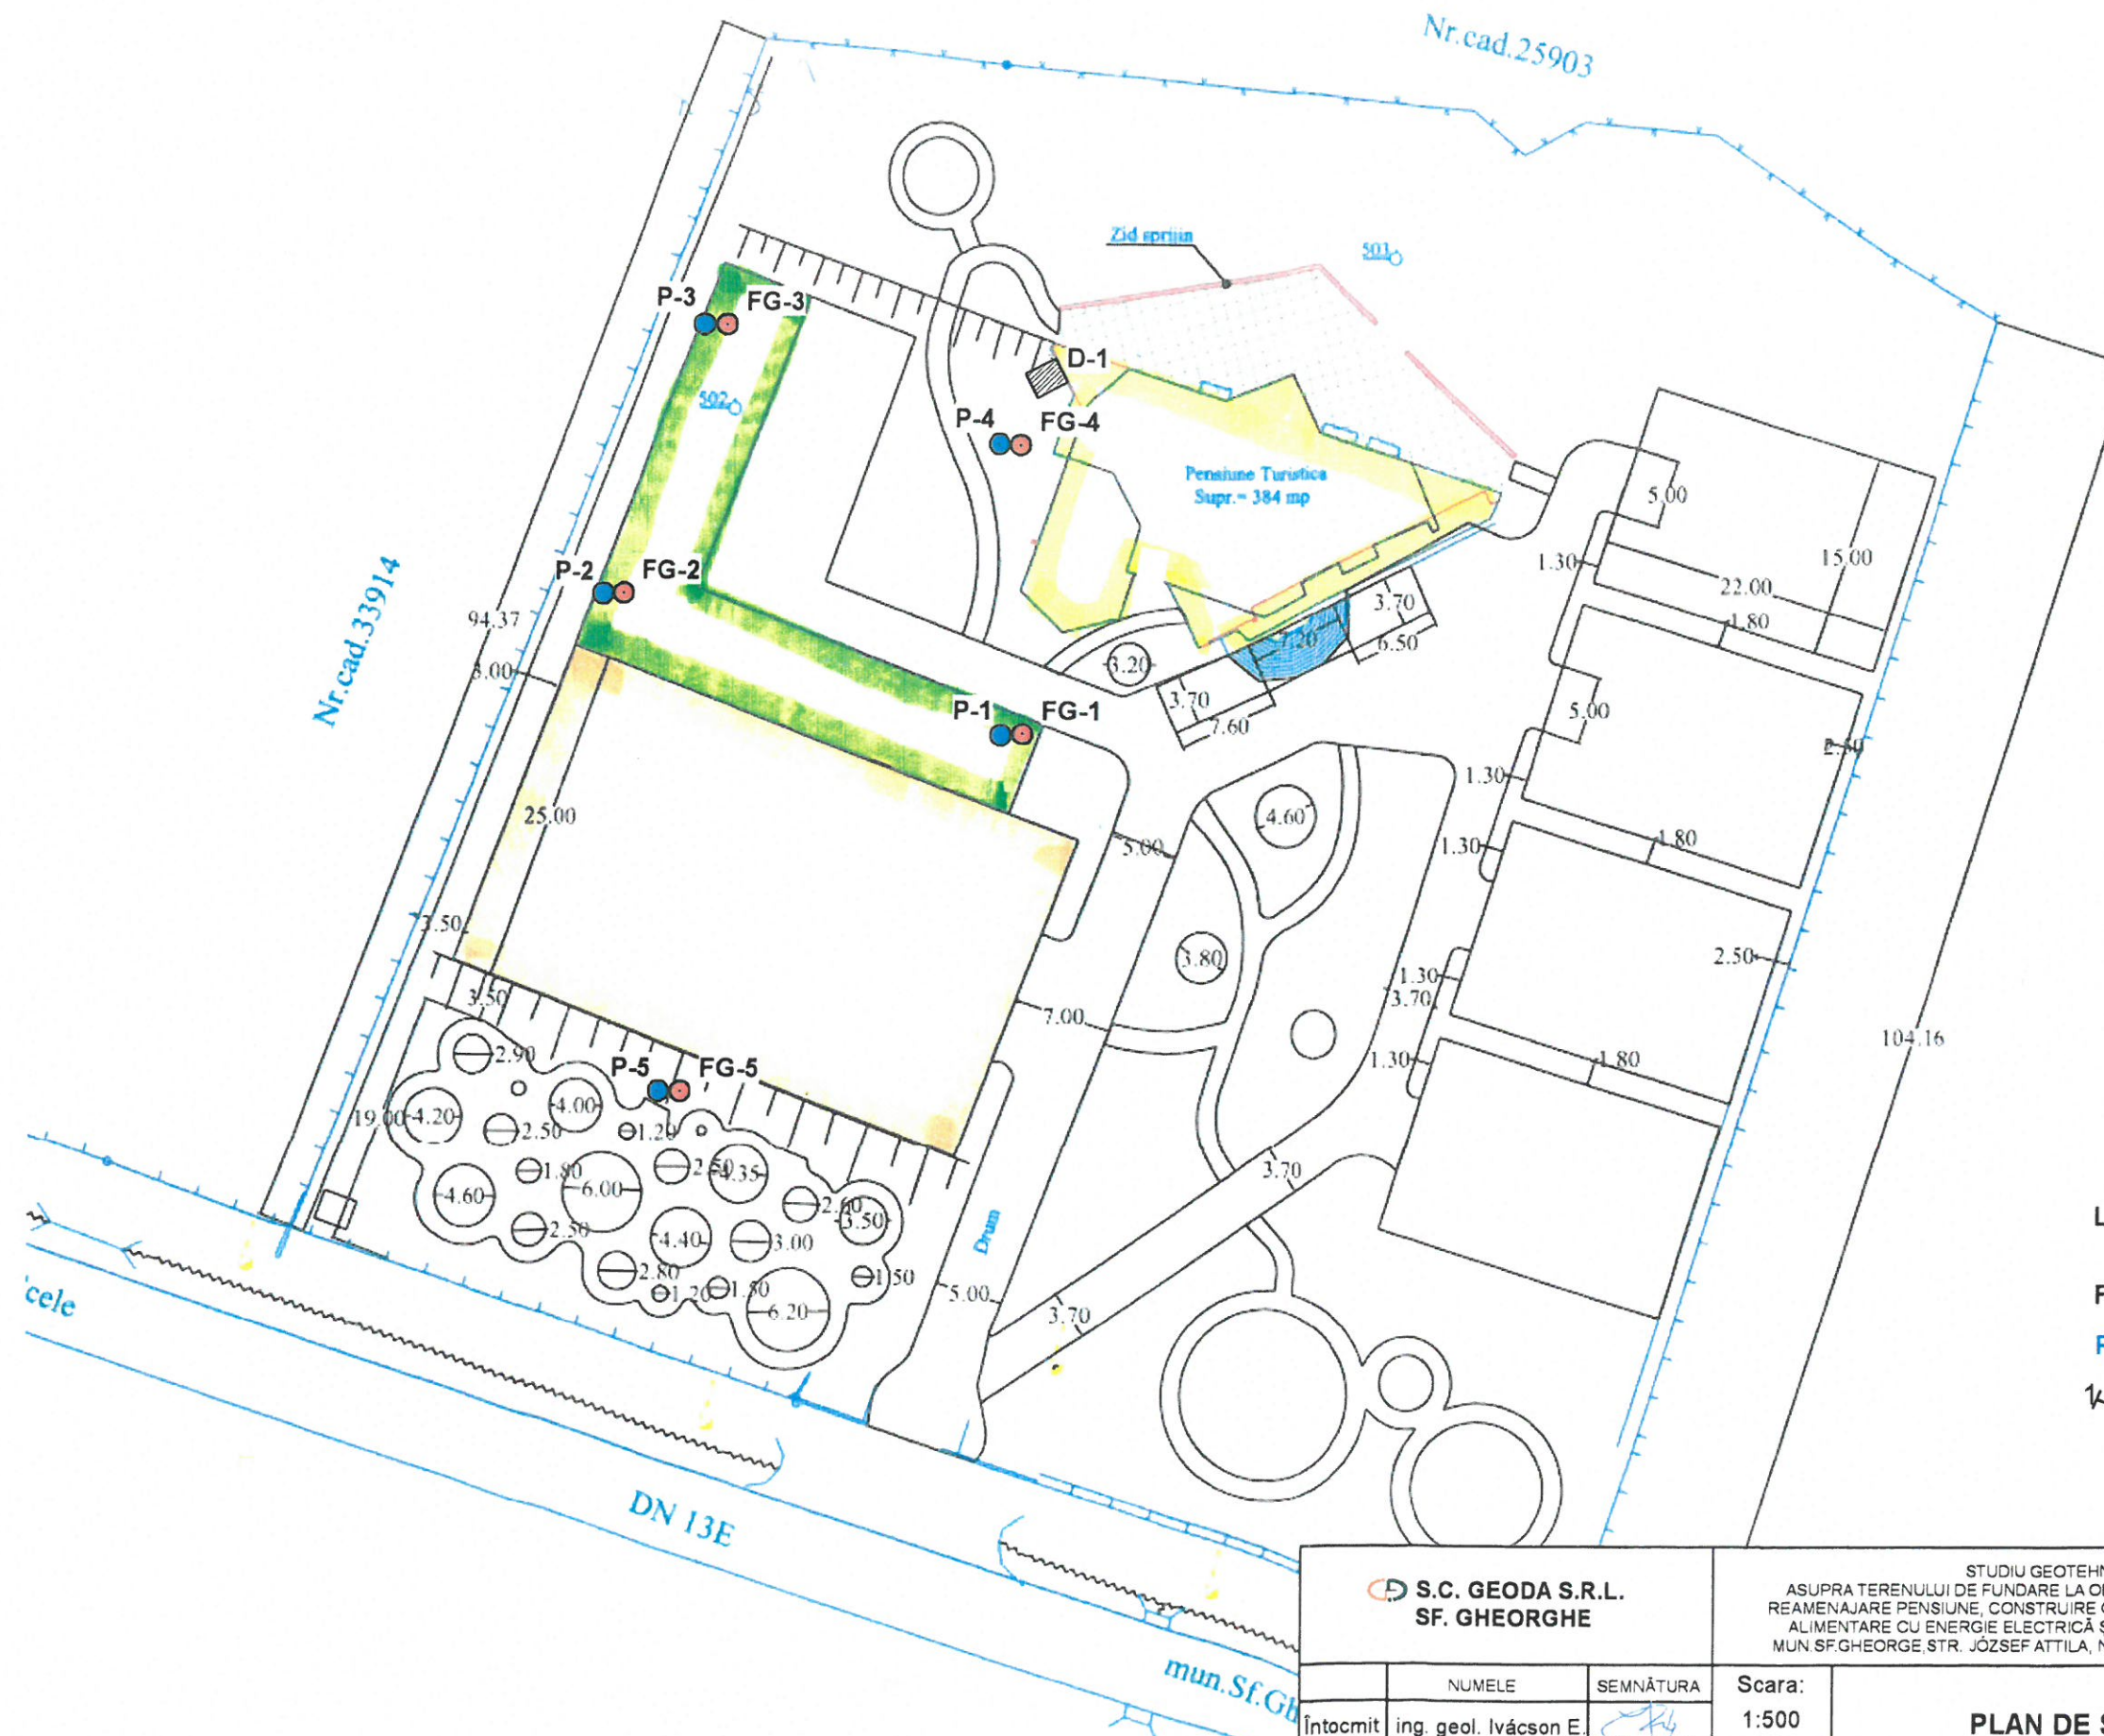 Nr.cad.25903
Zid sprijin
503
P-3
FG-3
D-1
502
P-4
FG-4
Pensiune Turistica
Supr.= 384 mp
5.00
15.00
1.30
22.00
1.80
P-2
FG-2
Nr.cad.33914
94.37
3.00
3.70
7.20
6.50
3.20
3.70
7.60
P-1
FG-1
5.00
2.50
1.30
25.00
4.60
5.00
1.30
1.80
3.50
3.80
2.50
1.30
3.70
3.50
7.00
104.16
2.90
P-5
FG-5
1.30
1.80
4.20
19.00
4.00
2.50
1.20
1.80
2.50
4.35
3.70
4.60
6.00
2.60
3.50
2.50
4.40
3.00
Drum
2.80
1.20
1.50
6.20
1.50
5.00
3.70
cele
DN 13E
mun.Sf.Gh
S.C. GEODA S.R.L.
SF. GHEORGHE
STUDIU GEOTEHN
ASUPRA TERENULUI DE FUNDARE LA O
REAMENAJARE PENSIUNE, CONSTRUIRE
ALIMENTARE CU ENERGIE ELECTRICĂ Ș
MUN.SF.GHEORGE,STR. JÓZSEF ATTILA, N
NUMELE
SEMNĂTURA
Scara:
1:500
Întocmit
ing. geol. Ivácson E.
PLAN DE S